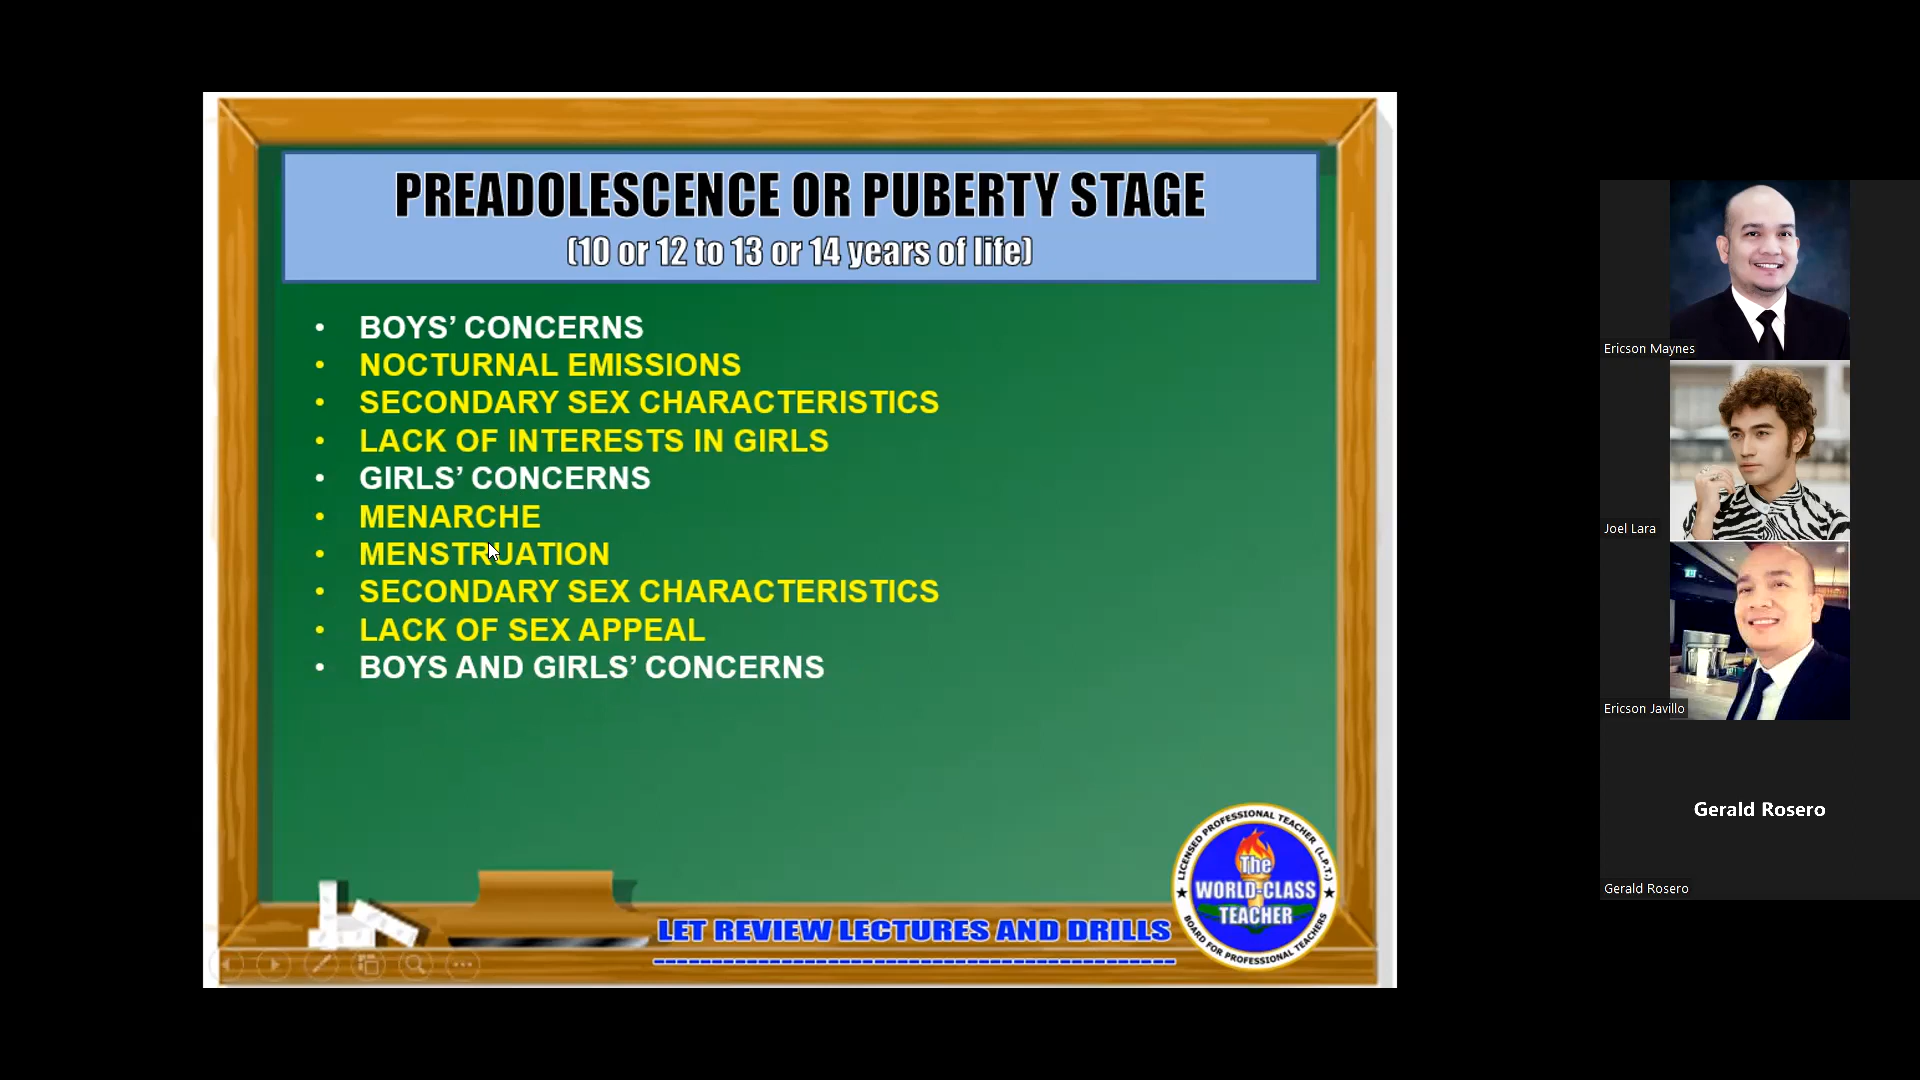 PREADOLESCENCE OR PUBERTY STAGE
(10 or 12 to 13 or 14 years of life)
• BOYS’ CONCERNS
• NOCTURNAL EMISSIONS
• SECONDARY SEX CHARACTERISTICS
• LACK OF INTERESTS IN GIRLS
• GIRLS’ CONCERNS
• MENARCHE
• MENSTRUATION
• SECONDARY SEX CHARACTERISTICS
• LACK OF SEX APPEAL
• BOYS AND GIRLS’ CONCERNS
LET REVIEW LECTURES AND DRILLS
LICENSED PROFESSIONAL TEACHER (L.P.T.)
The
WORLD-CLASS
TEACHER
BOARD FOR PROFESSIONAL TEACHERS
Ericson Maynes
Joel Lara
Ericson Javillo
Gerald Rosero
Gerald Rosero